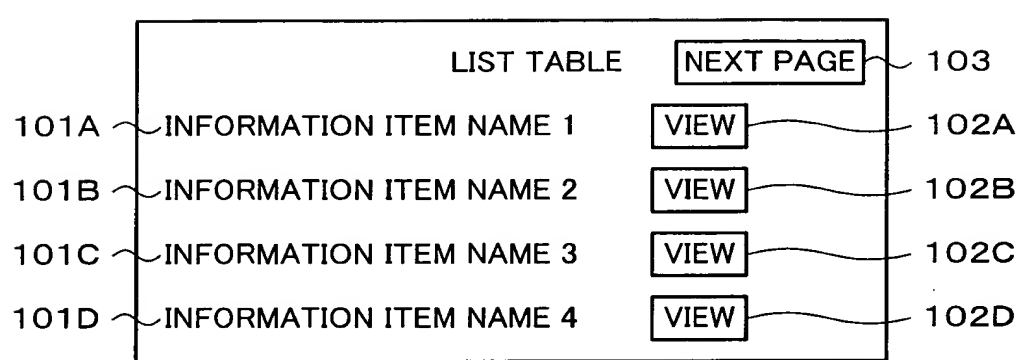 LIST TABLE NEXT PAGE 103
101A INFORMATION ITEM NAME 1 VIEW 102A
101B INFORMATION ITEM NAME 2 VIEW 102B
101C INFORMATION ITEM NAME 3 VIEW 102C
101D INFORMATION ITEM NAME 4 VIEW 102D